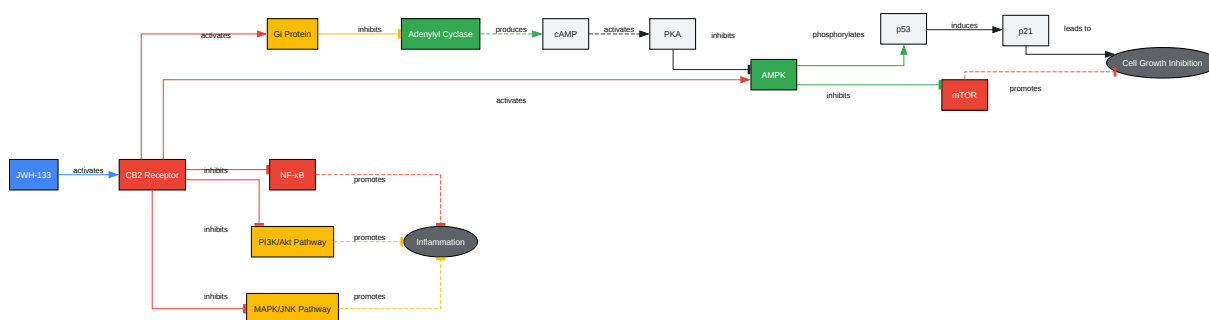 Gi Protein
inhibits
Adenylyl Cyclase
produces
cAMP
activates
PKA
inhibits
phosphorylates
p53
induces
p21
leads to
activates
Cell Growth Inhibition
AMPK
inhibits
mTOR
promotes
activates
JWH-133
activates
CB2 Receptor
inhibits
NF-κB
promotes
inhibits
PI3K/Akt Pathway
promotes
Inflammation
inhibits
MAPK/JNK Pathway
promotes